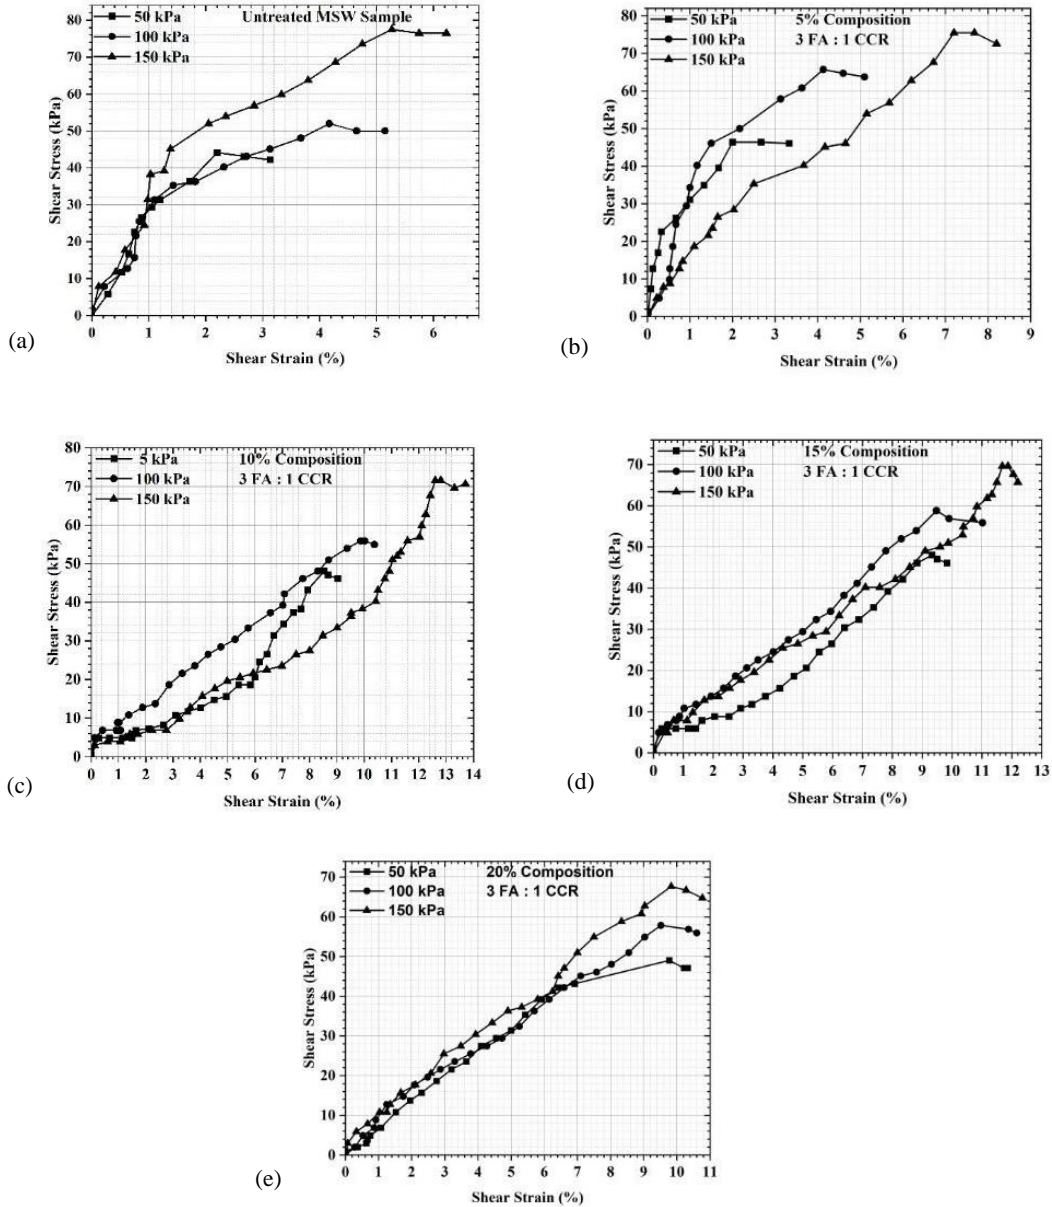 50 kPa
Untreated MSW Sample
100 kPa
150 kPa
80
70
60
50
40
30
20
10
0
Shear Stress (kPa)
0 1 2 3 4 5 6
Shear Strain (%)
(a)
50 kPa
5% Composition
100 kPa
3 FA : 1 CCR
150 kPa
80
70
60
50
40
30
20
10
0
Shear Stress (kPa)
0 1 2 3 4 5 6 7 8 9
Shear Strain (%)
(b)
5 kPa
10% Composition
100 kPa
3 FA : 1 CCR
150 kPa
80
70
60
50
40
30
20
10
0
Shear Stress (kPa)
0 1 2 3 4 5 6 7 8 9 10 11 12 13 14
Shear Strain (%)
(c)
50 kPa
15% Composition
100 kPa
3 FA : 1 CCR
150 kPa
70
60
50
40
30
20
10
0
Shear Stress (kPa)
0 1 2 3 4 5 6 7 8 9 10 11 12 13
Shear Strain (%)
(d)
50 kPa
20% Composition
100 kPa
3 FA : 1 CCR
150 kPa
70
60
50
40
30
20
10
0
Shear Stress (kPa)
0 1 2 3 4 5 6 7 8 9 10 11
Shear Strain (%)
(e)